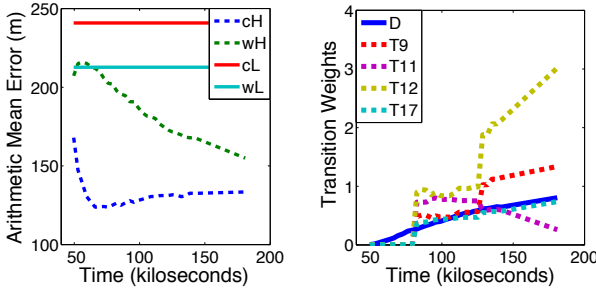 Arithmetic Mean Error (m)
250
200
150
100
50
100
150
200
Time (kiloseconds)
cH
wH
cL
wL
Transition Weights
4
3
2
1
0
50
100
150
200
Time (kiloseconds)
D
T9
T11
T12
T17